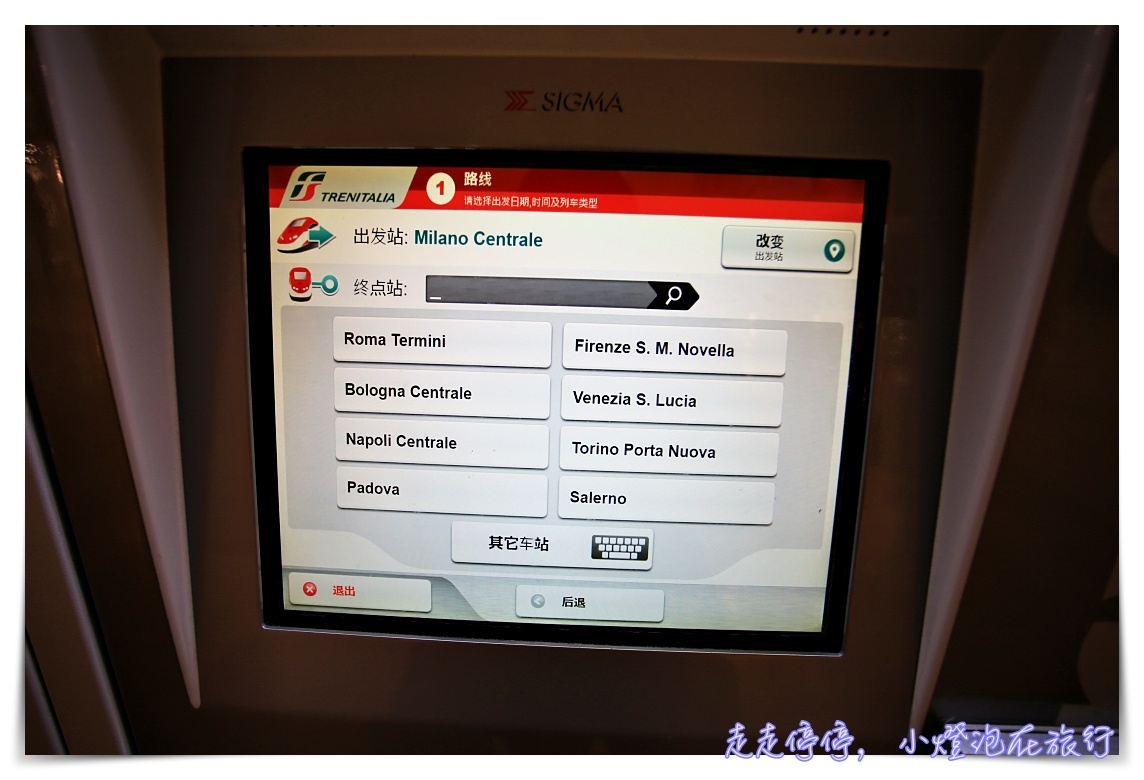 SIGMA
TRENITALIA
1
路线
请选择出发日期,时间及列车类型
出发站: Milano Centrale
改变
出发站
终点站:
Roma Termini
Firenze S. M. Novella
Bologna Centrale
Venezia S. Lucia
Napoli Centrale
Torino Porta Nuova
Padova
Salerno
其它车站
退出
后退
走走停停, 小燈泡在旅行